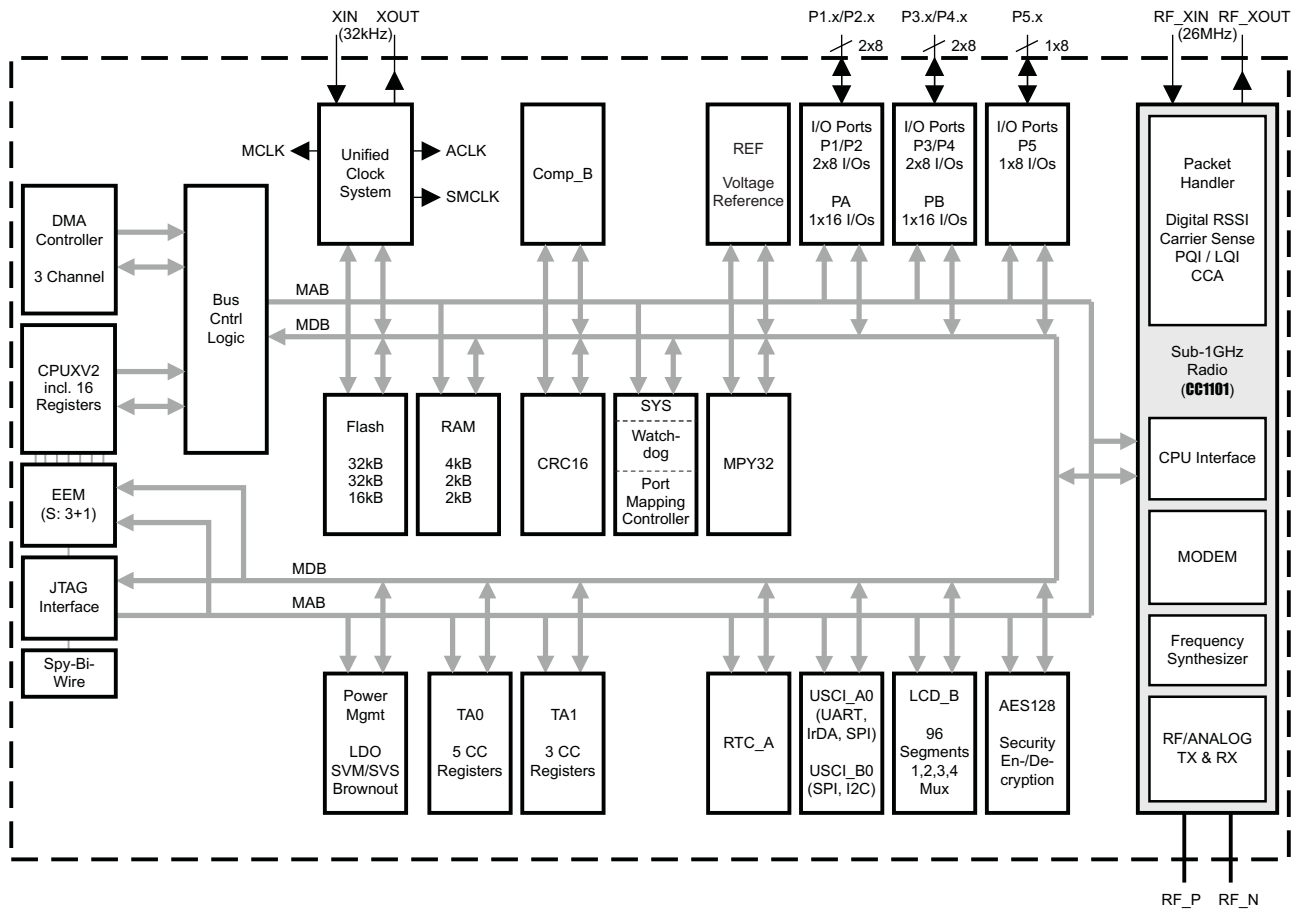 XIN XOUT
(32kHz)
P1.x/P2.x
2x8
P3.x/P4.x
2x8
P5.x
1x8
RF_XIN RF_XOUT
(26MHz)
MCLK
Unified
Clock
System
ACLK
SMCLK
Comp_B
REF
Voltage
Reference
I/O Ports
P1/P2
2x8 I/Os
PA
1x16 I/Os
I/O Ports
P3/P4
2x8 I/Os
PB
1x16 I/Os
I/O Ports
P5
1x8 I/Os
Packet
Handler
Digital RSSI
Carrier Sense
PQI / LQI
CCA
DMA
Controller
3 Channel
Bus
Cntrl
Logic
MAB
MDB
CPUXV2
incl. 16
Registers
Sub-1GHz
Radio
(CC1101)
Flash
32kB
32kB
16kB
RAM
4kB
2kB
2kB
CRC16
SYS
Watch-
dog
Port
Mapping
Controller
MPY32
CPU Interface
EEM
(S: 3+1)
MODEM
JTAG
Interface
MDB
MAB
Spy-Bi-
Wire
Frequency
Synthesizer
Power
Mgmt
LDO
SVM/SVS
Brownout
TA0
5 CC
Registers
TA1
3 CC
Registers
RTC_A
USCI_A0
(UART,
IrDA, SPI)
USCI_B0
(SPI, I2C)
LCD_B
96
Segments
1,2,3,4
Mux
AES128
Security
En-/De-
cryption
RF/ANALOG
TX & RX
RF_P RF_N